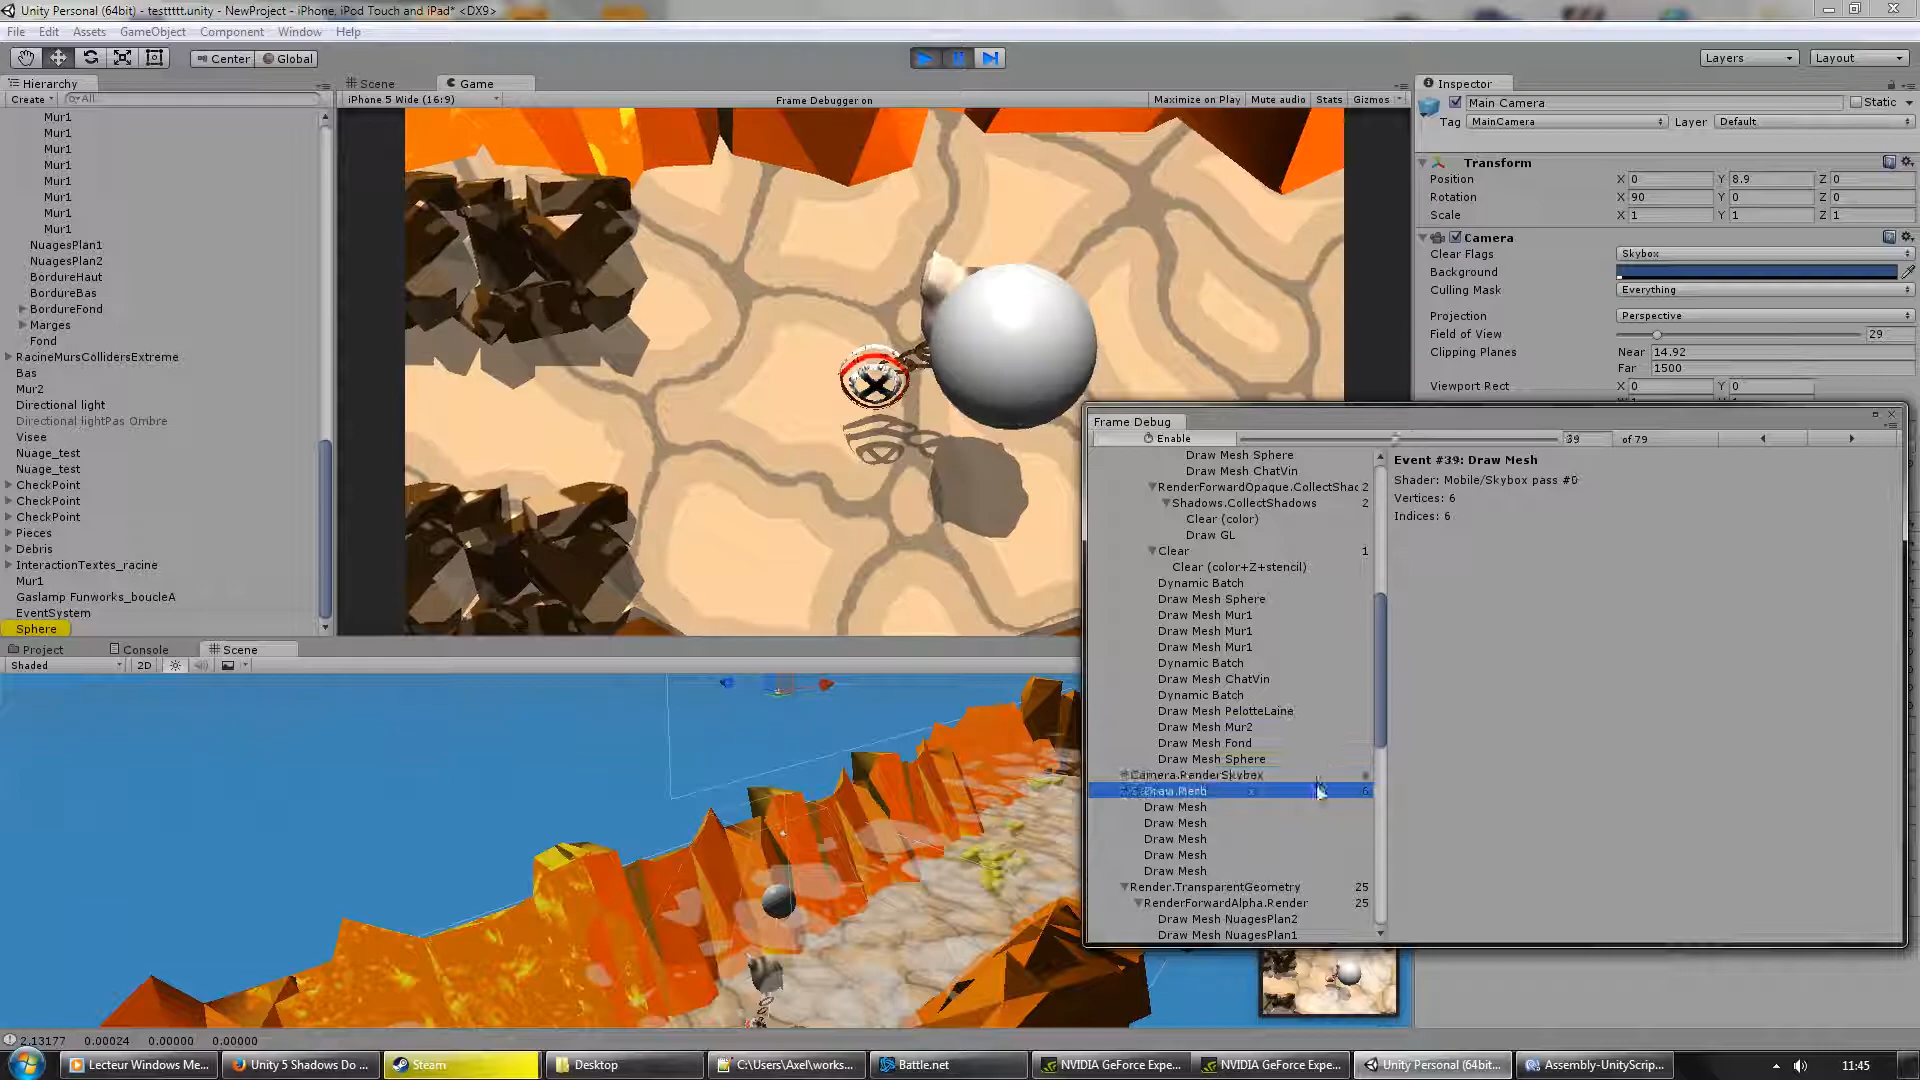 Unity Personal (64bit) - testtttt.unity - NewProject - iPhone, iPod Touch and iPad* <DX9>
File Edit Assets GameObject Component Window Help
Center Global Layers Layout
Hierarchy
Create All
Mur1
Mur1
Mur1
Mur1
Mur1
Mur1
Mur1
Mur1
NuagesPlan1
NuagesPlan2
BordureHaut
BordureBas
BordureFond
Marges
Fond
RacineMursCollidersExtreme
Bas
Mur2
Directional light
Directional lightPas Ombre
Visee
Nuage_test
Nuage_test
CheckPoint
CheckPoint
CheckPoint
Pieces
Debris
InteractionTextes_racine
Mur1
Gaslamp Funworks_boucleA
EventSystem
Sphere
Scene Game
iPhone 5 Wide (16:9) Frame Debugger on Maximize on Play Mute audio Stats Gizmos
Inspector
Main Camera Static
Tag MainCamera Layer Default
Transform
Position X 0 Y 8.9 Z 0
Rotation X 90 Y 0 Z 0
Scale X 1 Y 1 Z 1
Camera
Clear Flags Skybox
Background
Culling Mask Everything
Projection Perspective
Field of View 29
Clipping Planes Near 14.92
Far 1500
Viewport Rect X 0 Y 0
Frame Debug
Enable 39 of 79
Draw Mesh Sphere
Draw Mesh ChatVin
RenderForwardOpaque.CollectShac 2
Shadows.CollectShadows 2
Clear (color)
Draw GL
Clear 1
Clear (color+Z+stencil)
Dynamic Batch
Draw Mesh Sphere
Draw Mesh Mur1
Draw Mesh Mur1
Draw Mesh Mur1
Dynamic Batch
Draw Mesh ChatVin
Dynamic Batch
Draw Mesh PelotteLaine
Draw Mesh Mur2
Draw Mesh Fond
Draw Mesh Sphere
Camera.RenderSkybox
Draw Mesh 6
Draw Mesh
Draw Mesh
Draw Mesh
Draw Mesh
Draw Mesh
Render.TransparentGeometry 25
RenderForwardAlpha.Render 25
Draw Mesh NuagesPlan2
Draw Mesh NuagesPlan1
Event #39: Draw Mesh
Shader: Mobile/Skybox pass #0
Vertices: 6
Indices: 6
Project Console Scene
Shaded 2D
2.13177 0.00024 0.00000 0.00000
Lecteur Windows Me... Unity 5 Shadows Do ... Steam Desktop C:\Users\Axel\works... Battle.net NVIDIA GeForce Expe... NVIDIA GeForce Expe... Unity Personal (64bit... Assembly-UnityScrip... 11:45